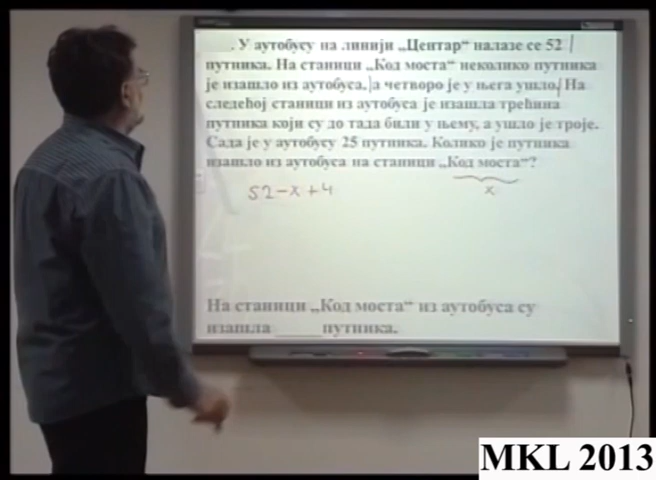 . У аутобусу на линији „Центар“ налазе се 52
путника. На станици „Код моста“ неколико путника
је изашло из аутобуса, а четворо је у њега ушло. На
следећој станици из аутобуса је изашла трећина
путника који су до тада били у њему, а ушло је троје.
Сада је у аутобусу 25 путника. Колико је путника
изашло из аутобуса на станици „Код моста“?
52-x+4
x
На станици „Код моста“ из аутобуса су
изашла _____ путника.
MKL 2013